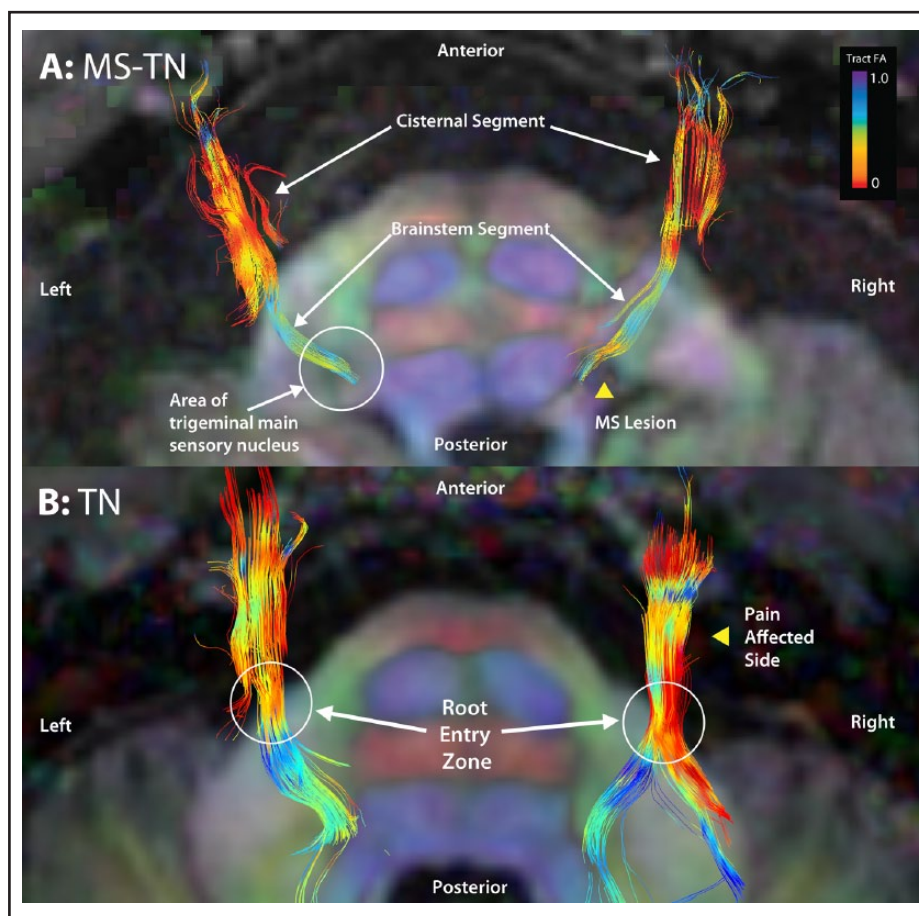 A: MS-TN
Anterior
Tract FA
1.0
0
Cisternal Segment
Brainstem Segment
Left
Right
Area of
trigeminal main
sensory nucleus
MS Lesion
Posterior
B: TN
Anterior
Pain
Affected
Side
Left
Root
Entry
Zone
Right
Posterior